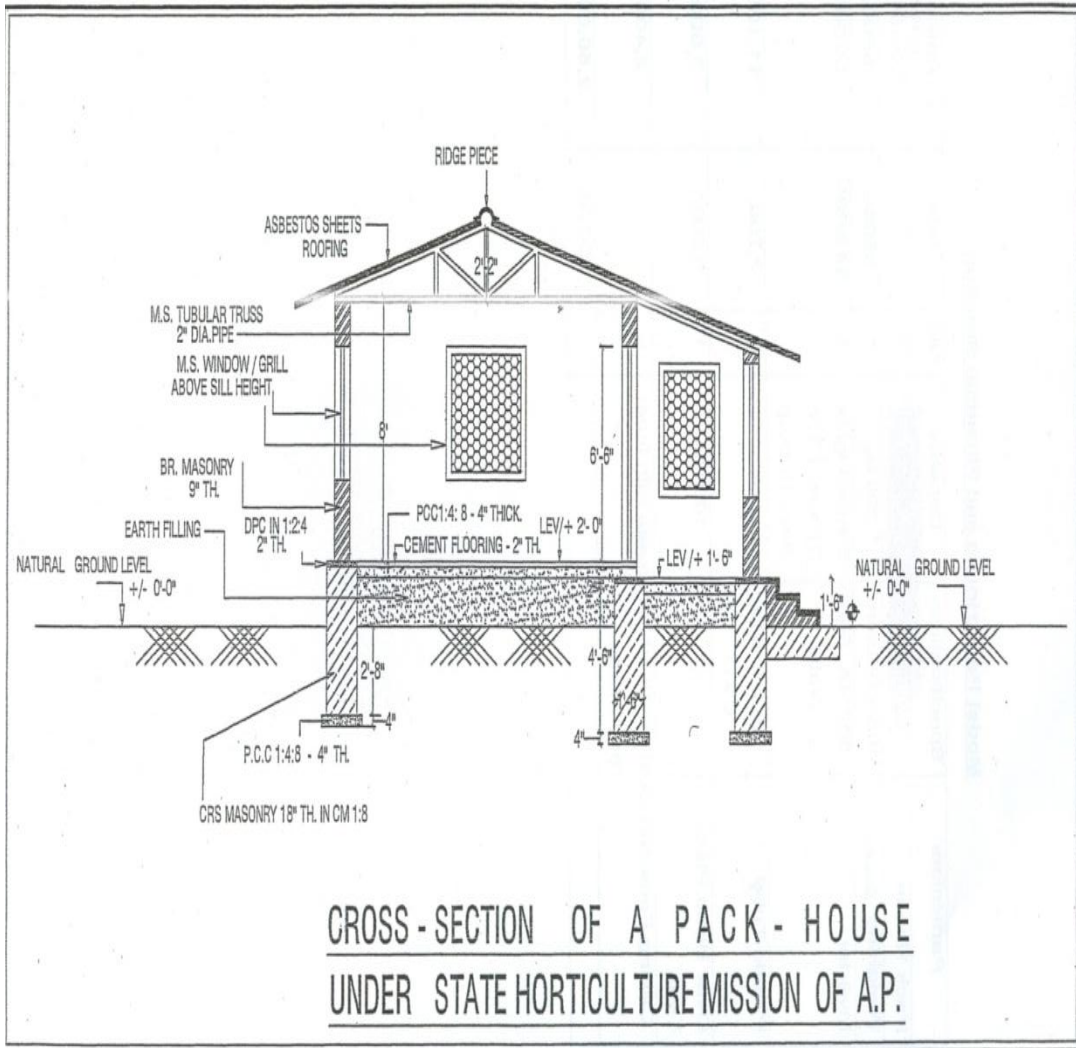 RIDGE PIECE
ASBESTOS SHEETS
ROOFING
2'-2"
M.S. TUBULAR TRUSS
2" DIA.PIPE
M.S. WINDOW / GRILL
ABOVE SILL HEIGHT
8'
6'-6"
BR. MASONRY
9" TH.
EARTH FILLING
DPC IN 1:2:4
2" TH.
PCC1:4: 8 - 4" THICK.
CEMENT FLOORING - 2" TH.
LEV/+ 2'- 0"
LEV /+ 1'- 6"
NATURAL GROUND LEVEL
+/- 0'-0"
NATURAL GROUND LEVEL
+/- 0'-0"
1'-6"
2'-8"
4'-6"
1'-6"
4"
4"
P.C.C 1:4:8 - 4" TH.
CRS MASONRY 18" TH. IN CM 1:8
CROSS - SECTION OF A PACK - HOUSE
UNDER STATE HORTICULTURE MISSION OF A.P.